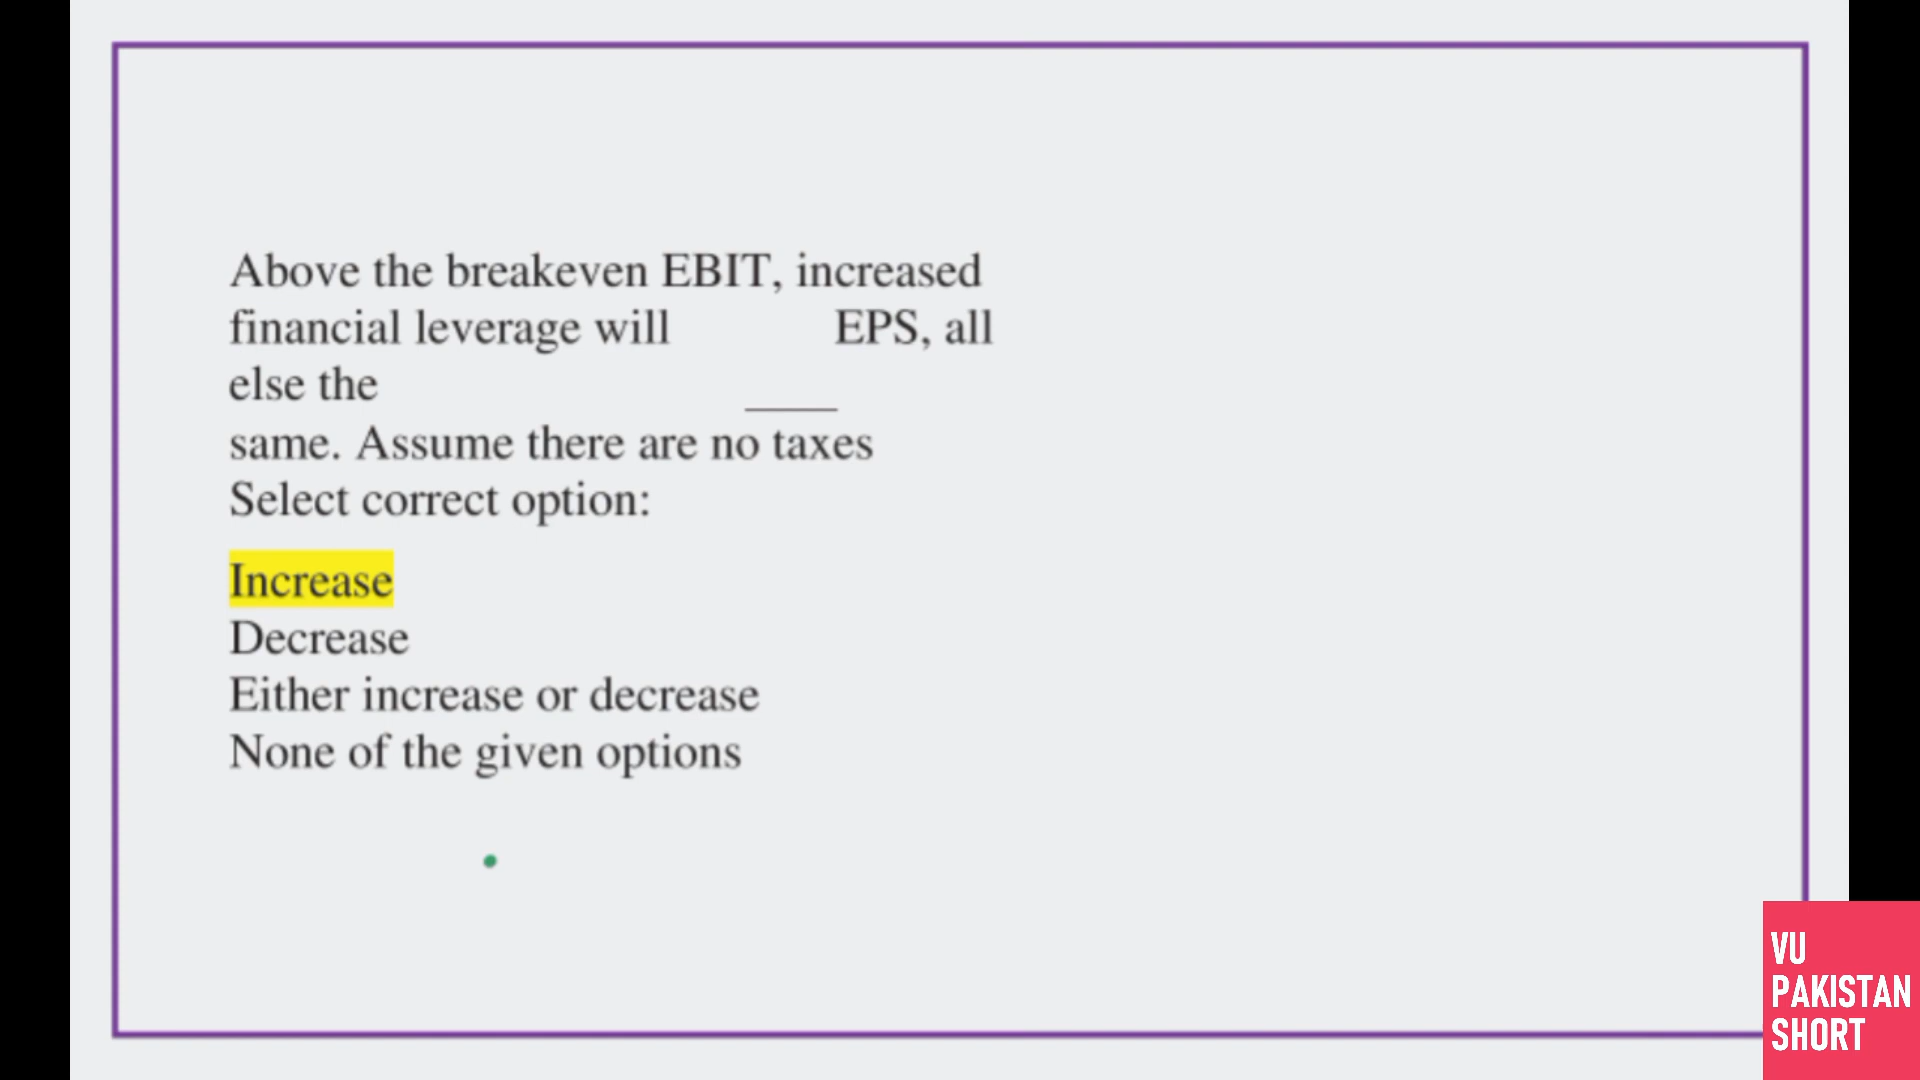 Above the breakeven EBIT, increased
financial leverage will EPS, all
else the
_____
same. Assume there are no taxes
Select correct option:
Increase
Decrease
Either increase or decrease
None of the given options
VU
PAKISTAN
SHORT